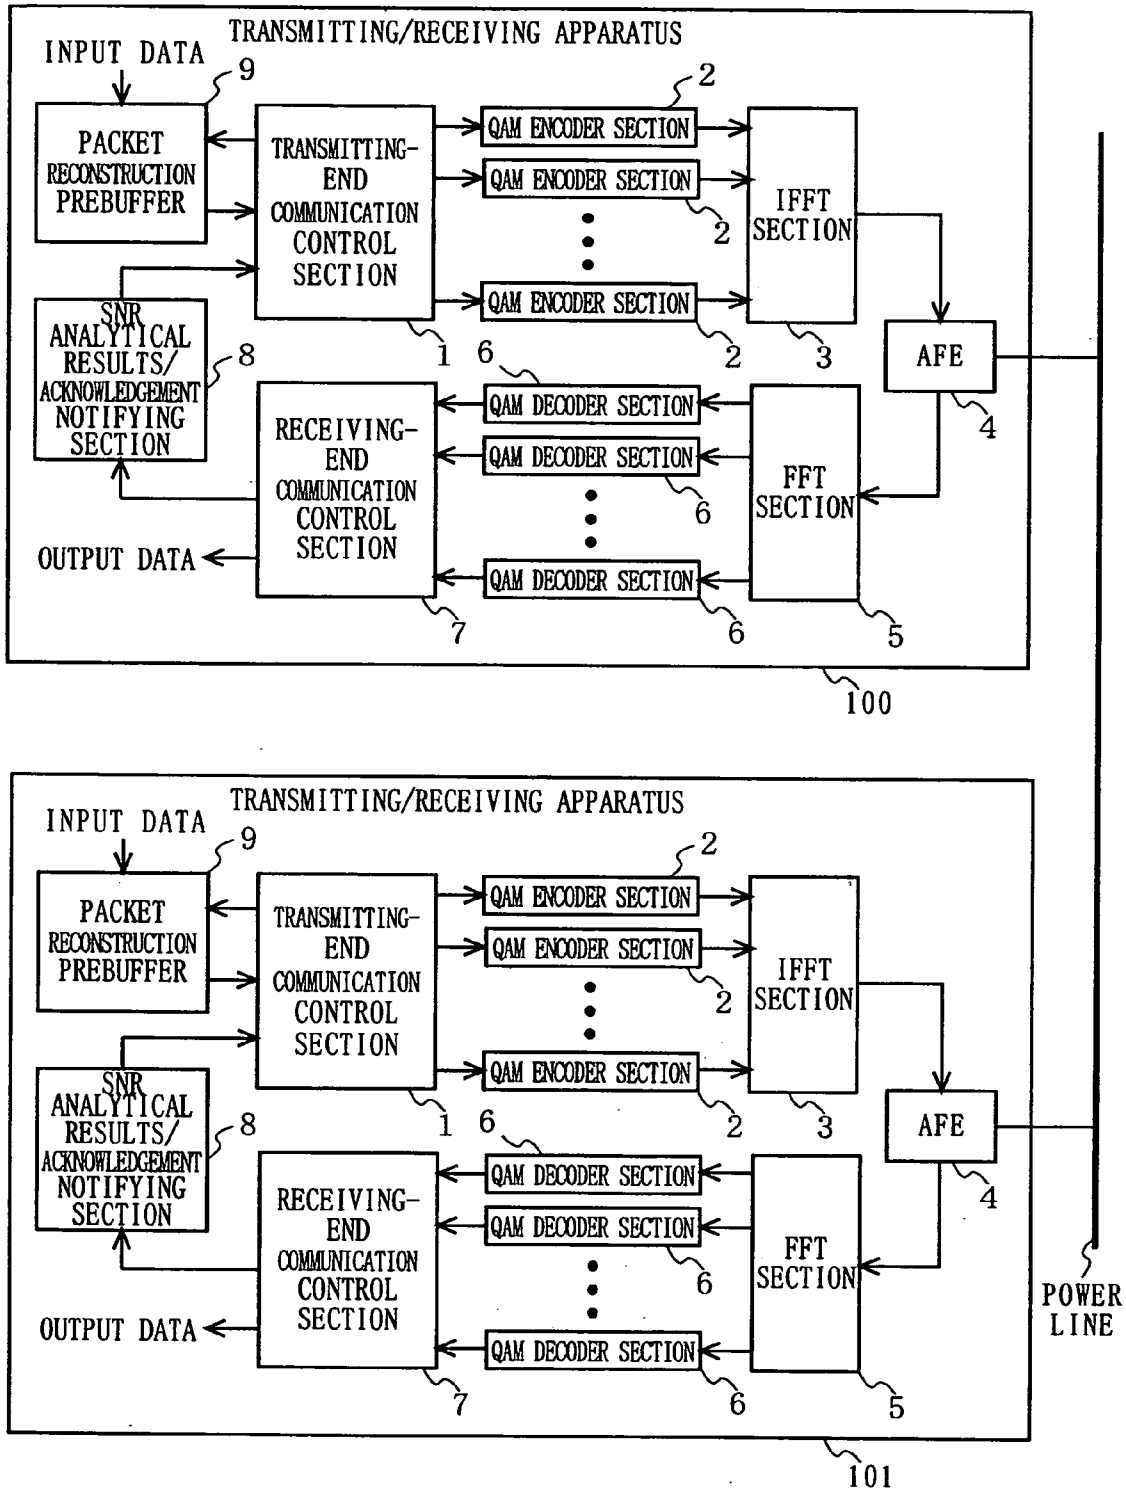 TRANSMITTING/RECEIVING APPARATUS
INPUT DATA
9
PACKET
RECONSTRUCTION
PREBUFFER
TRANSMITTING-
END
COMMUNICATION
CONTROL
SECTION
1
2
QAM ENCODER SECTION
QAM ENCODER SECTION
2
QAM ENCODER SECTION
2
IFFT
SECTION
3
AFE
4
SNR
ANALYTICAL
RESULTS/
ACKNOWLEDGEMENT
NOTIFYING
SECTION
8
RECEIVING-
END
COMMUNICATION
CONTROL
SECTION
7
6
QAM DECODER SECTION
QAM DECODER SECTION
6
QAM DECODER SECTION
6
FFT
SECTION
5
OUTPUT DATA
100
TRANSMITTING/RECEIVING APPARATUS
INPUT DATA
9
PACKET
RECONSTRUCTION
PREBUFFER
TRANSMITTING-
END
COMMUNICATION
CONTROL
SECTION
1
2
QAM ENCODER SECTION
QAM ENCODER SECTION
2
QAM ENCODER SECTION
2
IFFT
SECTION
3
AFE
4
SNR
ANALYTICAL
RESULTS/
ACKNOWLEDGEMENT
NOTIFYING
SECTION
8
RECEIVING-
END
COMMUNICATION
CONTROL
SECTION
7
6
QAM DECODER SECTION
QAM DECODER SECTION
6
QAM DECODER SECTION
6
FFT
SECTION
5
OUTPUT DATA
POWER
LINE
101